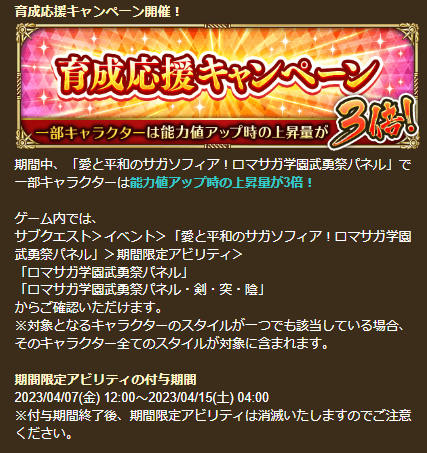 育成応援キャンペーン開催！
育成応援キャンペーン
一部キャラクターは能力値アップ時の上昇量が3倍！
期間中、「愛と平和のサガソフィア！ロマサガ学園武勇祭パネル」で
一部キャラクターは能力値アップ時の上昇量が3倍！
ゲーム内では、
サブクエスト＞イベント＞「愛と平和のサガソフィア！ロマサガ学園
武勇祭パネル」＞期間限定アビリティ＞
「ロマサガ学園武勇祭パネル」
「ロマサガ学園武勇祭パネル・剣・突・陰」
からご確認いただけます。
※対象となるキャラクターのスタイルが一つでも該当している場合、
そのキャラクター全てのスタイルが対象に含まれます。
期間限定アビリティの付与期間
2023/04/07(金) 12:00～2023/04/15(土) 04:00
※付与期間終了後、期間限定アビリティは消滅いたしますのでご注意
ください。